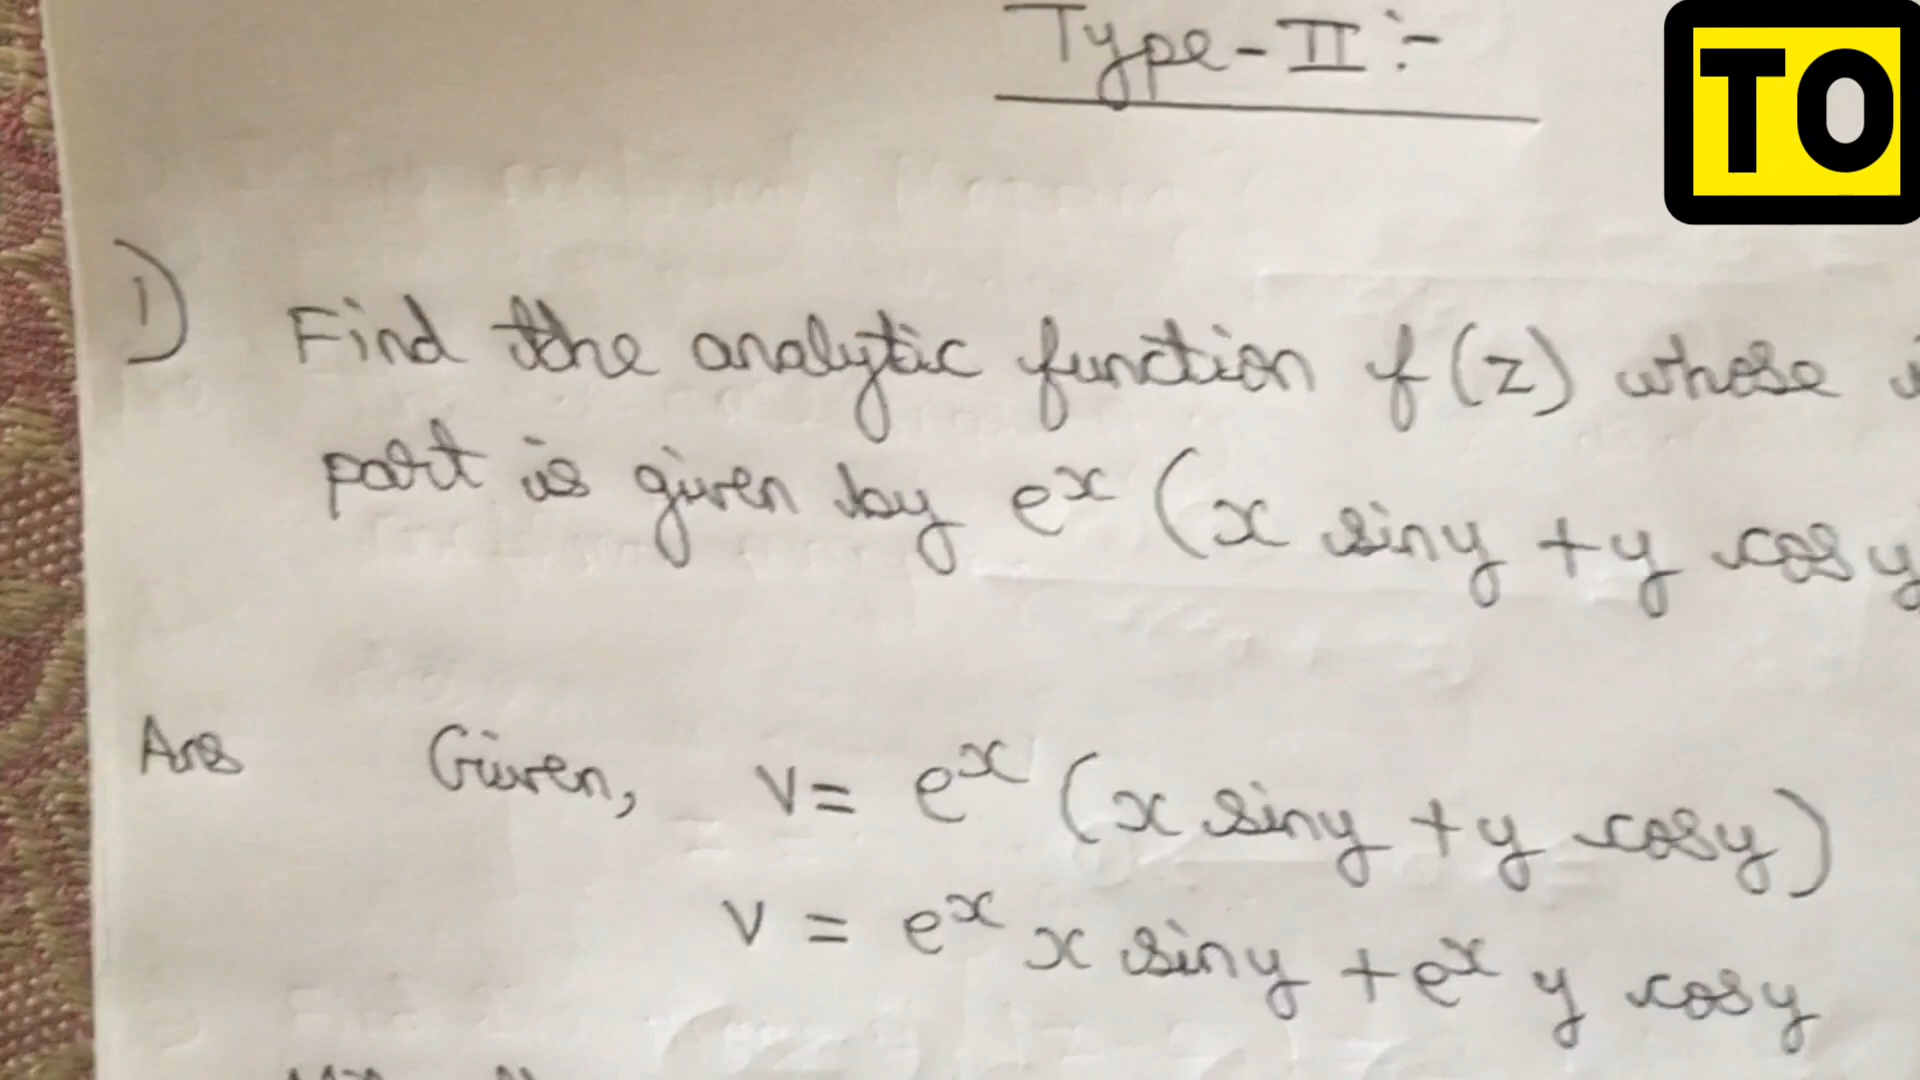 Type-II:-
TO
1) Find the analytic function f(z) whose
part is given by e^x (x siny + y cosy
Ans Given, v = e^x (x siny + y cosy)
v = e^x x siny + e^x y cosy